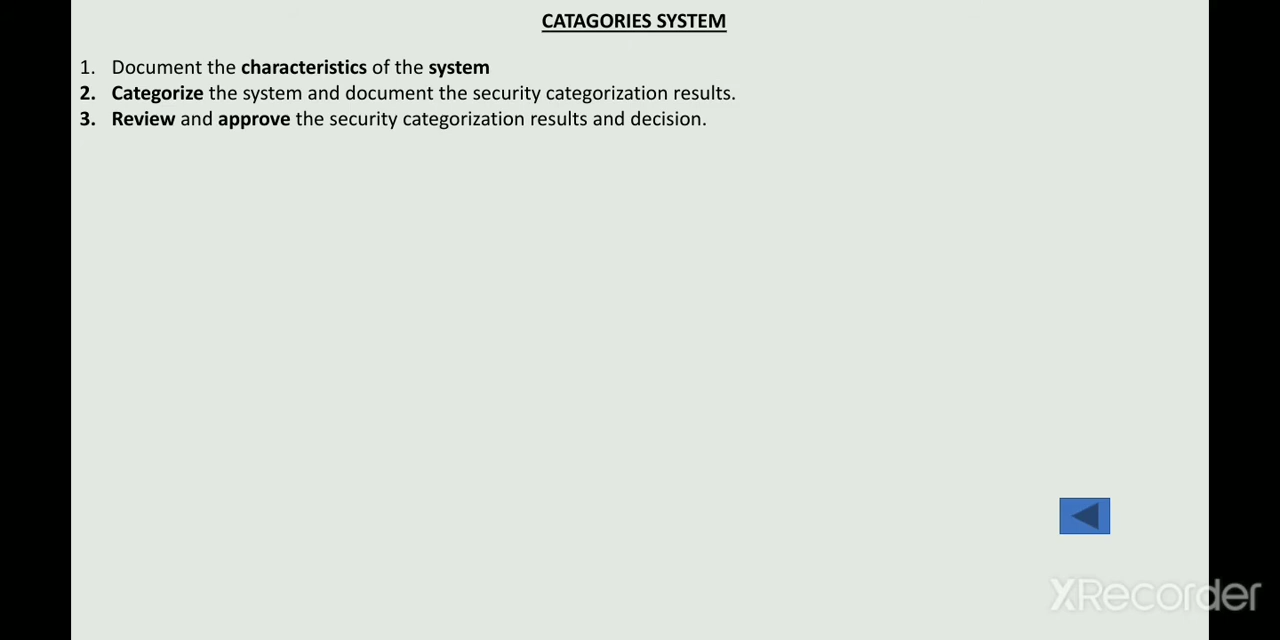 CATAGORIES SYSTEM
1. Document the characteristics of the system
2. Categorize the system and document the security categorization results.
3. Review and approve the security categorization results and decision.
XRecorder